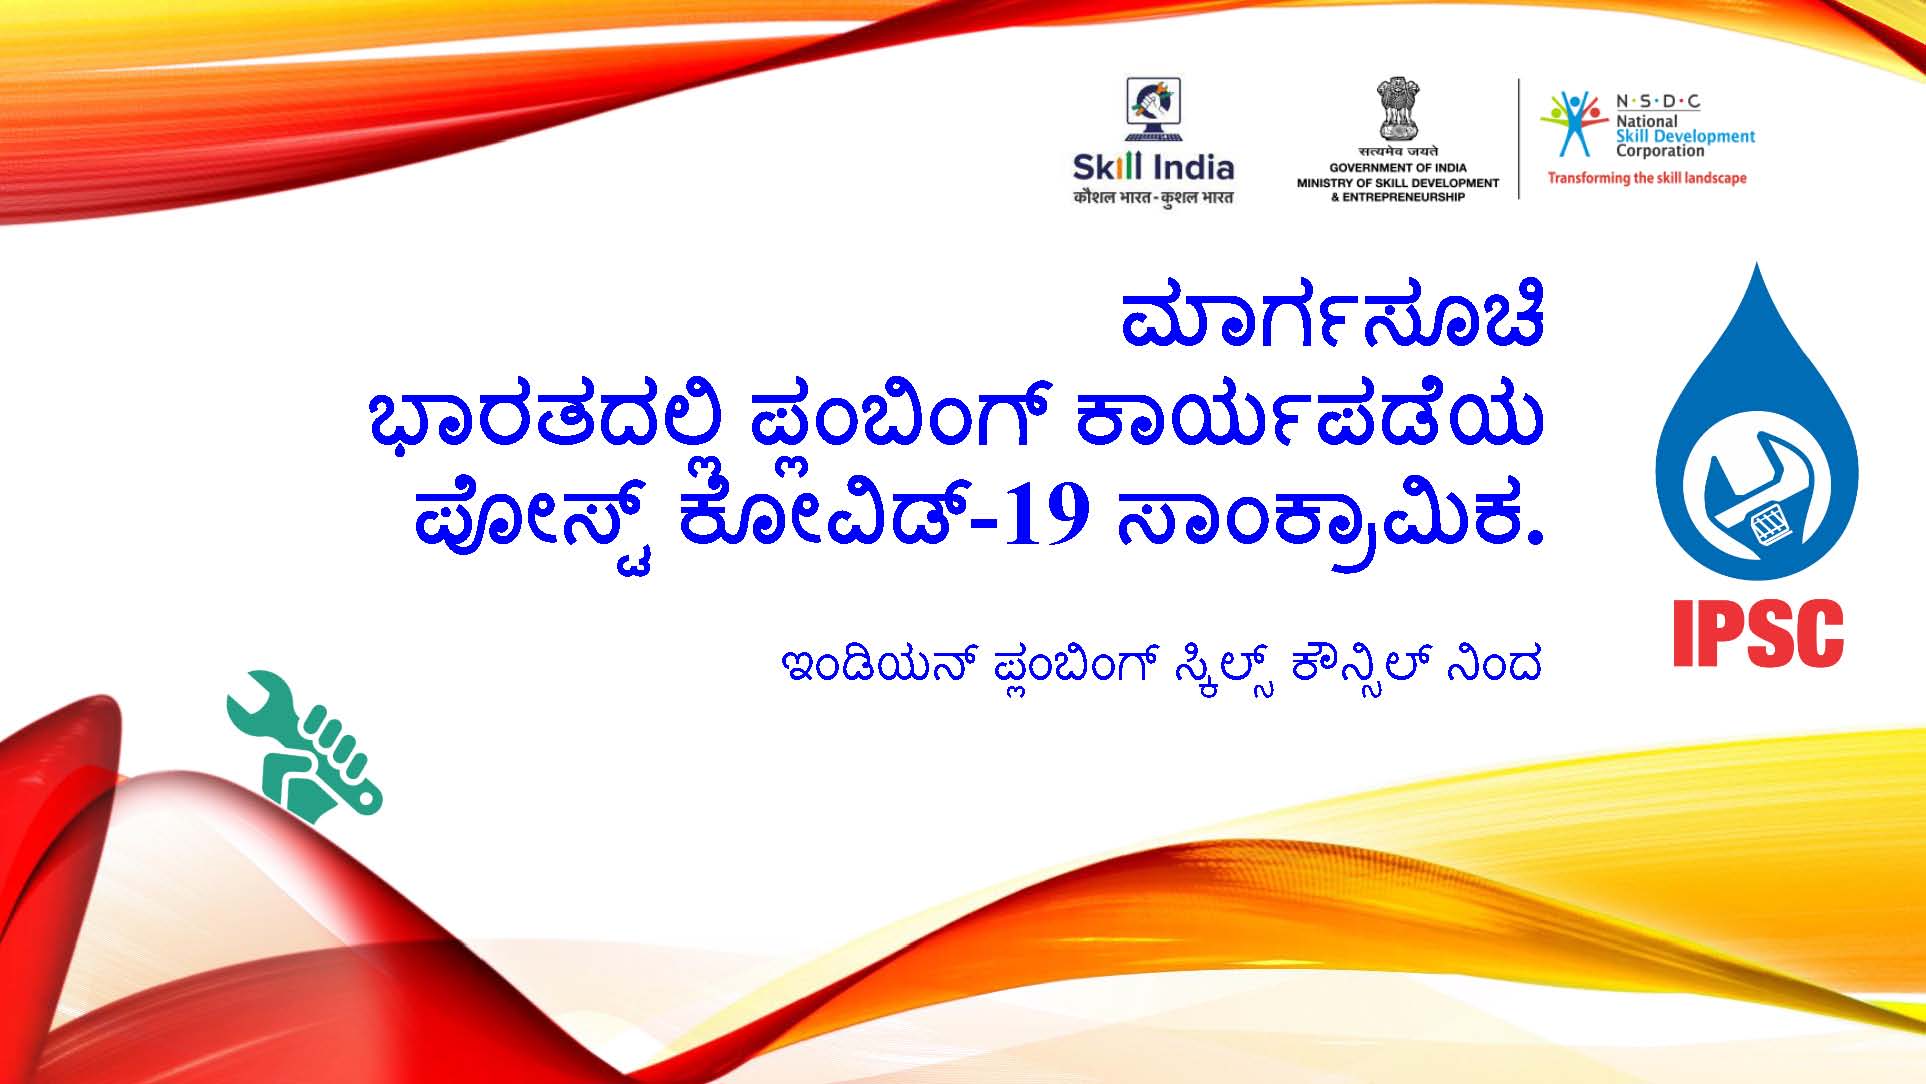 Skill India
कौशल भारत - कुशल भारत
सत्यमेव जयते
GOVERNMENT OF INDIA
MINISTRY OF SKILL DEVELOPMENT
& ENTREPRENEURSHIP
N·S·D·C
National
Skill Development
Corporation
Transforming the skill landscape
ಮಾರ್ಗಸೂಚಿ
ಭಾರತದಲ್ಲಿ ಪ್ಲಂಬಿಂಗ್ ಕಾರ್ಯಪಡೆಯ
ಪೋಸ್ಟ್ ಕೋವಿಡ್-19 ಸಾಂಕ್ರಾಮಿಕ.
ಇಂಡಿಯನ್ ಪ್ಲಂಬಿಂಗ್ ಸ್ಕಿಲ್ಸ್ ಕೌನ್ಸಿಲ್ ನಿಂದ
IPSC